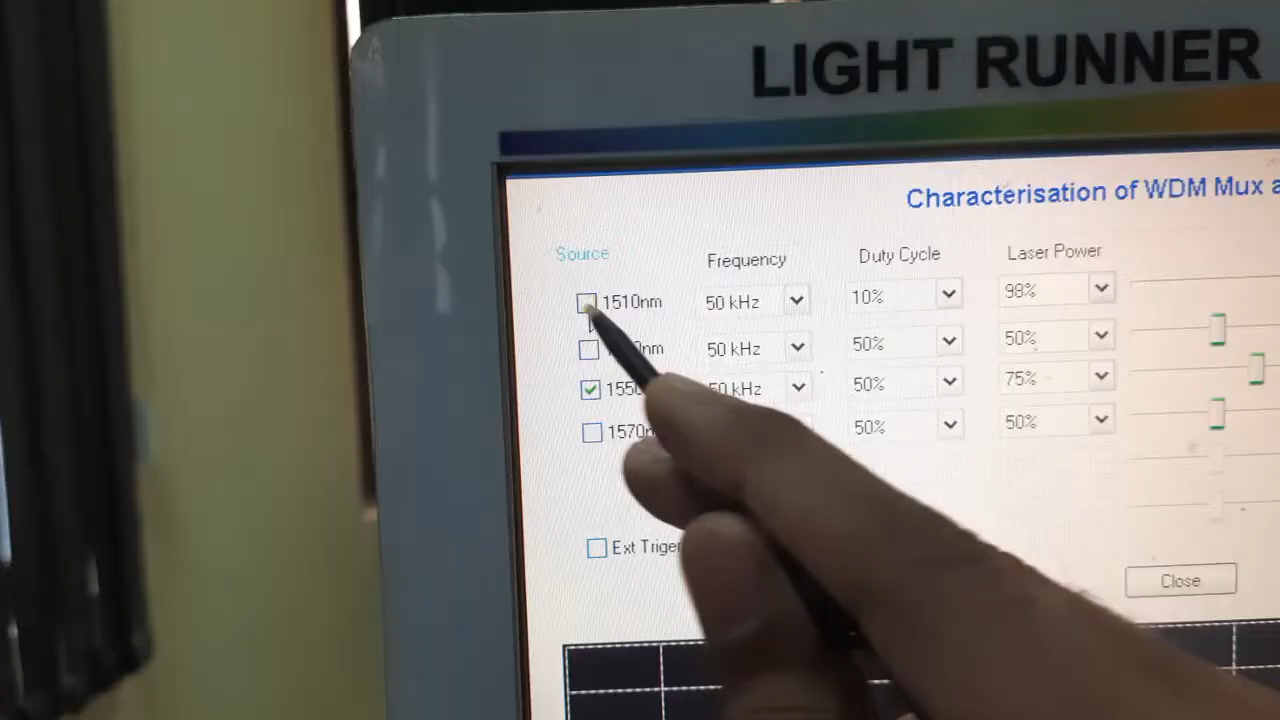 LIGHT RUNNER
Characterisation of WDM Mux a
Source Frequency Duty Cycle Laser Power
1510nm 50 kHz 10% 98%
50 kHz 50% 50%
50 kHz 50% 75%
50% 50%
Ext Triger
Close